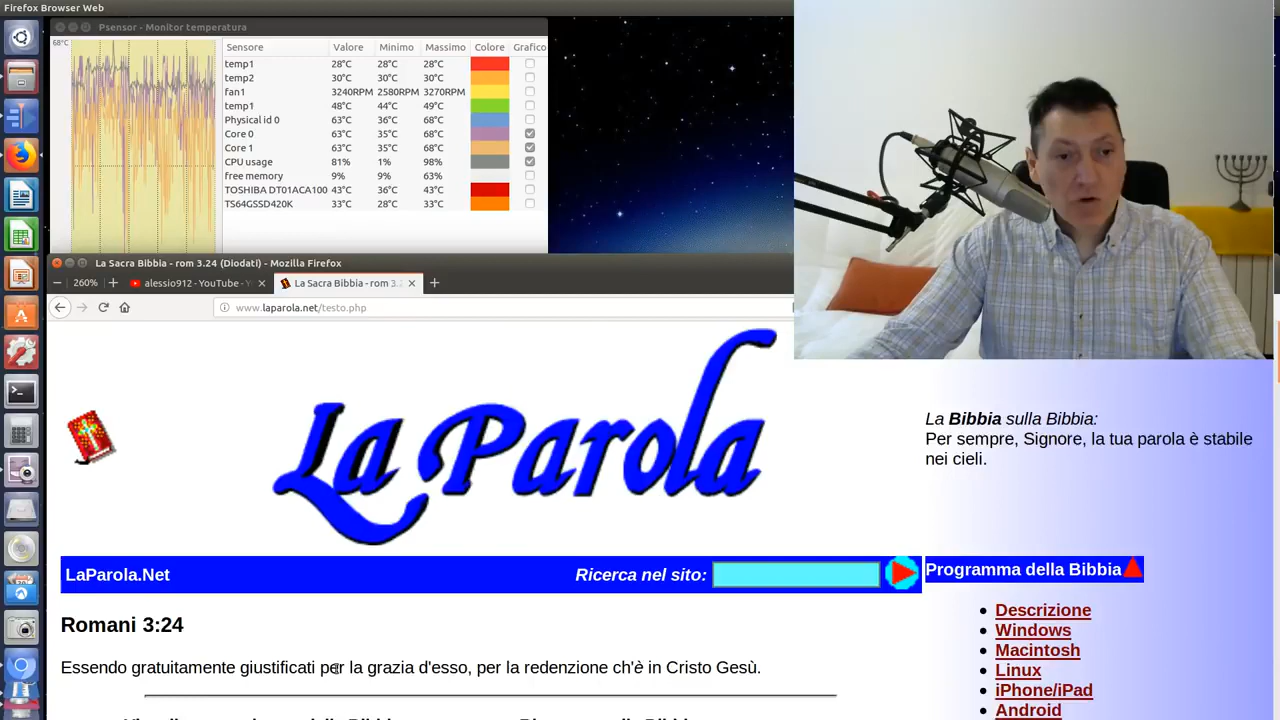 Firefox Browser Web
Psensor - Monitor temperatura
68°C
Sensore Valore Minimo Massimo Colore Grafico
temp1 28°C 28°C 28°C
temp2 30°C 30°C 30°C
fan1 3240RPM 2580RPM 3270RPM
temp1 48°C 44°C 49°C
Physical id 0 63°C 36°C 68°C
Core 0 63°C 35°C 68°C
Core 1 63°C 35°C 68°C
CPU usage 81% 1% 98%
free memory 9% 9% 63%
TOSHIBA DT01ACA100 43°C 36°C 43°C
TS64GSSD420K 33°C 28°C 33°C
La Sacra Bibbia - rom 3.24 (Diodati) - Mozilla Firefox
260% alessio912 - YouTube - Y La Sacra Bibbia - rom 3.2
www.laparola.net/testo.php
La Parola
La Bibbia sulla Bibbia:
Per sempre, Signore, la tua parola è stabile
nei cieli.
LaParola.Net Ricerca nel sito:
Programma della Bibbia
Romani 3:24
Essendo gratuitamente giustificati per la grazia d'esso, per la redenzione ch'è in Cristo Gesù.
Descrizione
Windows
Macintosh
Linux
iPhone/iPad
Android